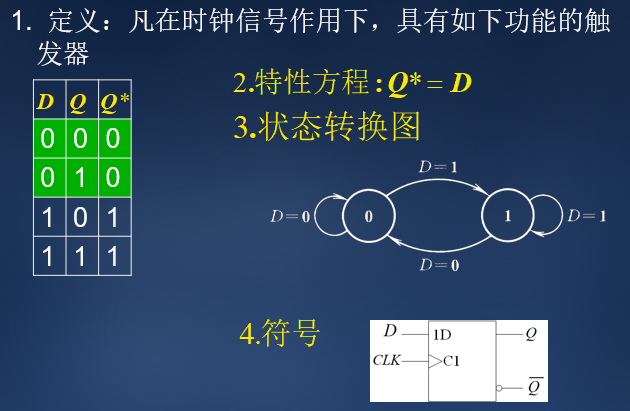 1. 定义：凡在时钟信号作用下，具有如下功能的触
发器
D Q Q*
0 0 0
0 1 0
1 0 1
1 1 1
2.特性方程:Q* = D
3.状态转换图
D=1
D=0 0 1 D=1
D=0
4.符号
D 1D Q
CLK C1
Q̅